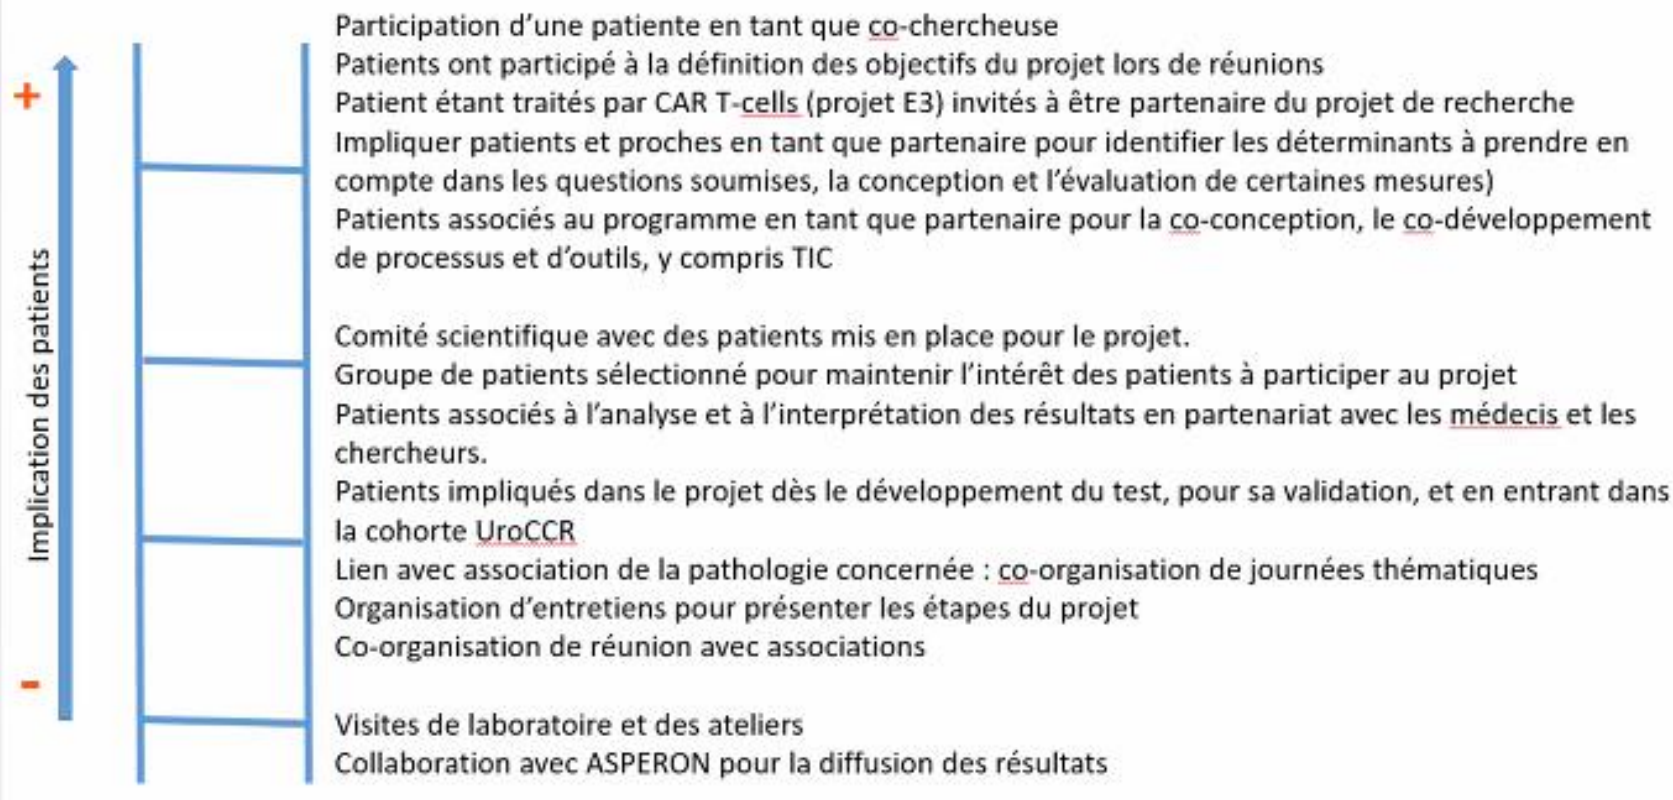 Participation d’une patiente en tant que co-chercheuse
Patients ont participé à la définition des objectifs du projet lors de réunions
+
Patient étant traités par CAR T-cells (projet E3) invités à être partenaire du projet de recherche
Impliquer patients et proches en tant que partenaire pour identifier les déterminants à prendre en
compte dans les questions soumises, la conception et l’évaluation de certaines mesures)
Patients associés au programme en tant que partenaire pour la co-conception, le co-développement
de processus et d’outils, y compris TIC
Implication des patients
Comité scientifique avec des patients mis en place pour le projet.
Groupe de patients sélectionné pour maintenir l’intérêt des patients à participer au projet
Patients associés à l’analyse et à l’interprétation des résultats en partenariat avec les médecis et les
chercheurs.
Patients impliqués dans le projet dès le développement du test, pour sa validation, et en entrant dans
la cohorte UroCCR
Lien avec association de la pathologie concernée : co-organisation de journées thématiques
Organisation d’entretiens pour présenter les étapes du projet
Co-organisation de réunion avec associations
-
Visites de laboratoire et des ateliers
Collaboration avec ASPERON pour la diffusion des résultats